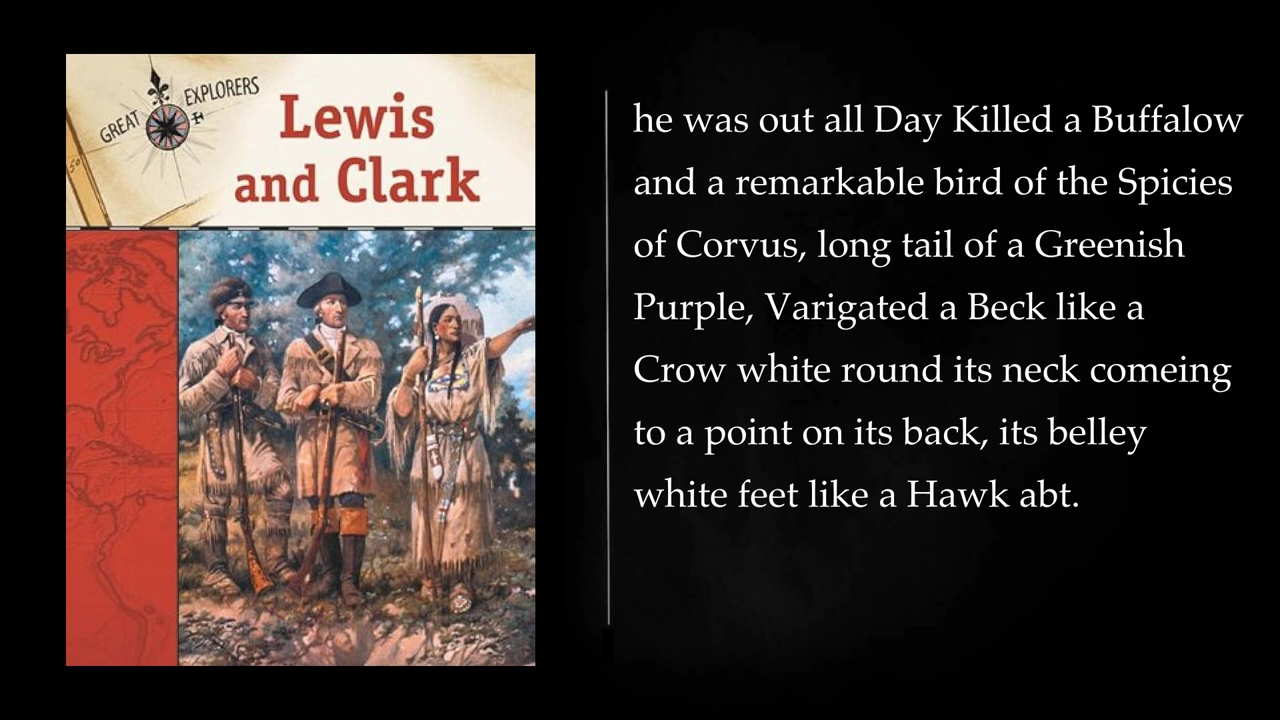 GREAT EXPLORERS
Lewis
and Clark
he was out all Day Killed a Buffalow
and a remarkable bird of the Spicies
of Corvus, long tail of a Greenish
Purple, Varigated a Beck like a
Crow white round its neck comeing
to a point on its back, its belley
white feet like a Hawk abt.